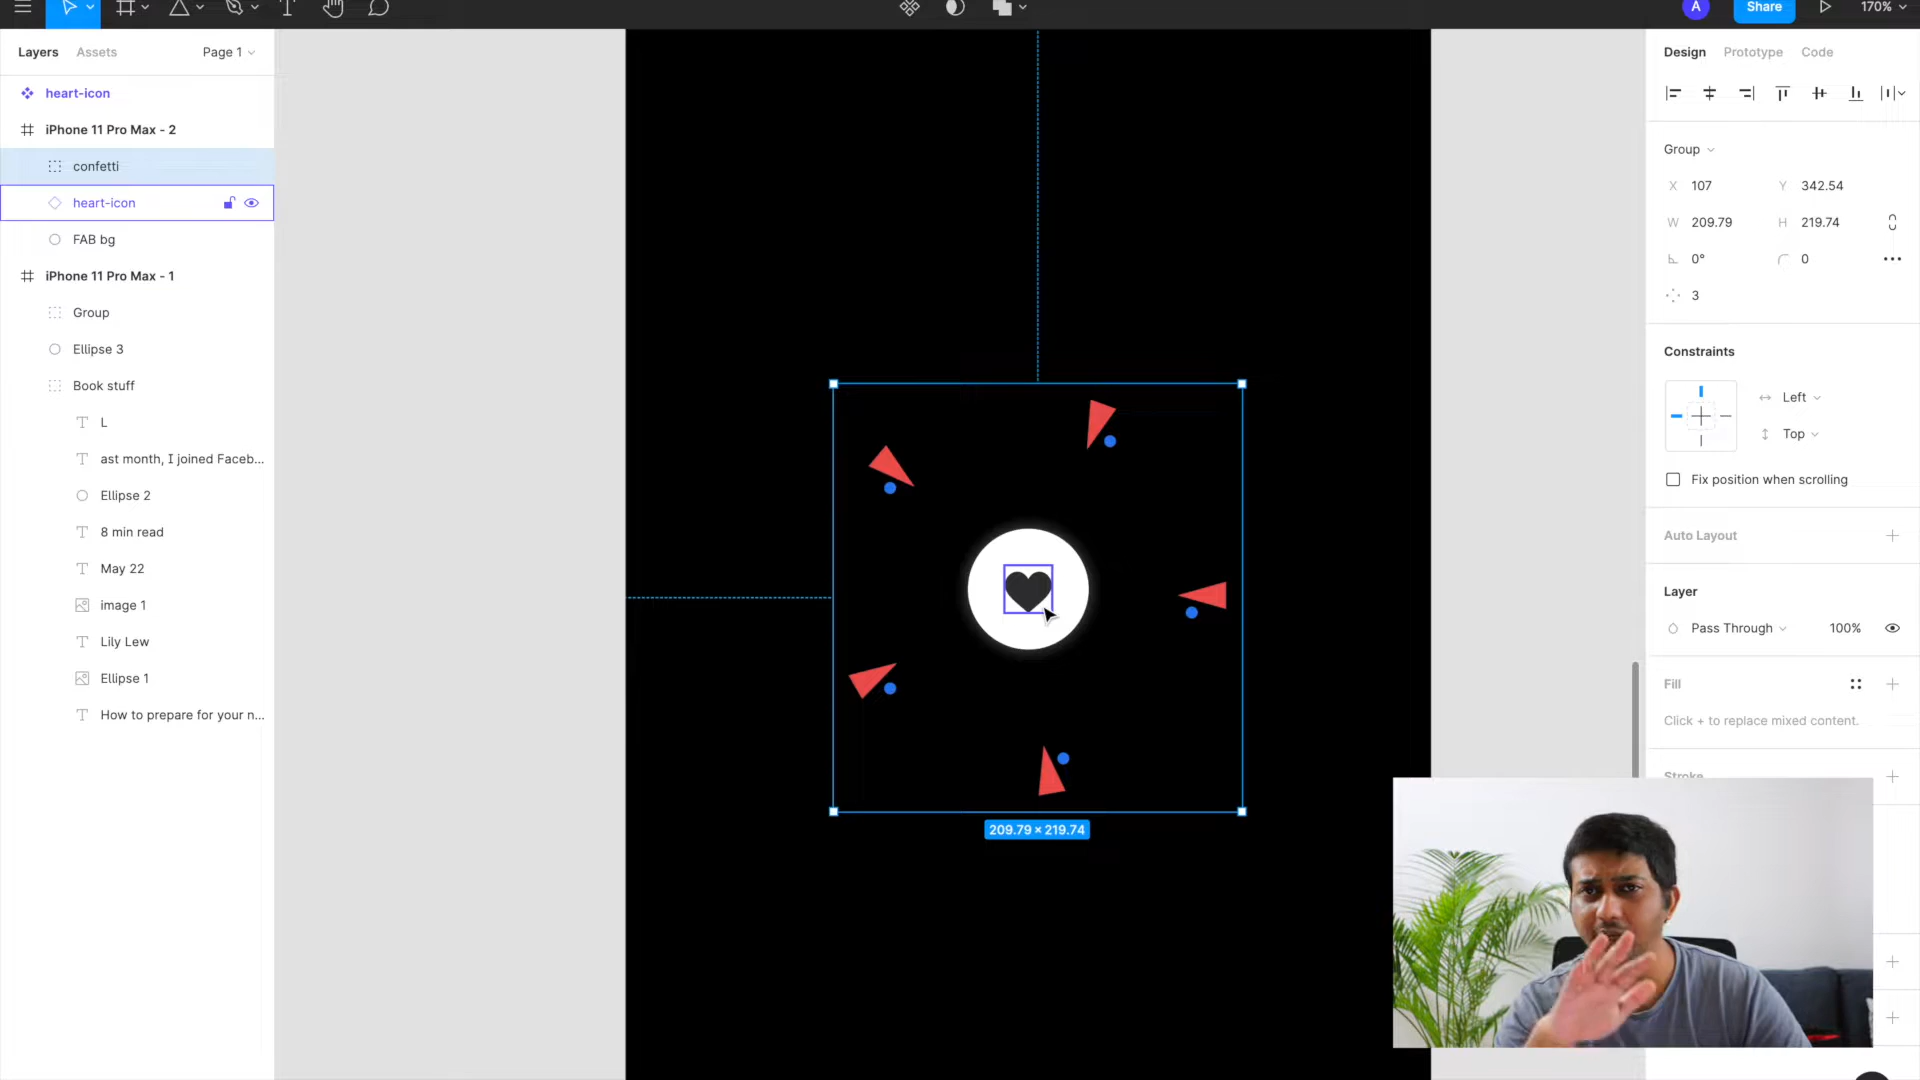 A
Share
170%
Layers
Assets
Page 1
Design
Prototype
Code
heart-icon
iPhone 11 Pro Max - 2
confetti
heart-icon
FAB bg
iPhone 11 Pro Max - 1
Group
Ellipse 3
Book stuff
L
ast month, I joined Faceb...
Ellipse 2
8 min read
May 22
image 1
Lily Lew
Ellipse 1
How to prepare for your n...
209.79 × 219.74
Group
X 107
Y 342.54
W 209.79
H 219.74
0°
0
3
Constraints
Left
Top
Fix position when scrolling
Auto Layout
Layer
Pass Through
100%
Fill
Click + to replace mixed content.
Stroke